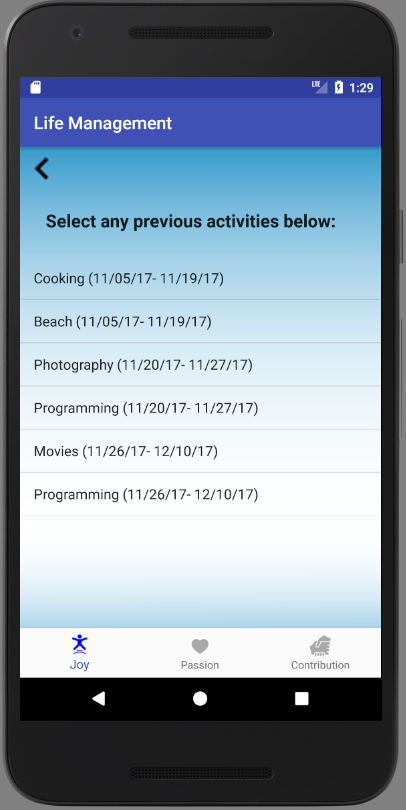 LTE 1:29
Life Management
Select any previous activities below:
Cooking (11/05/17- 11/19/17)
Beach (11/05/17- 11/19/17)
Photography (11/20/17- 11/27/17)
Programming (11/20/17- 11/27/17)
Movies (11/26/17- 12/10/17)
Programming (11/26/17- 12/10/17)
Joy Passion Contribution